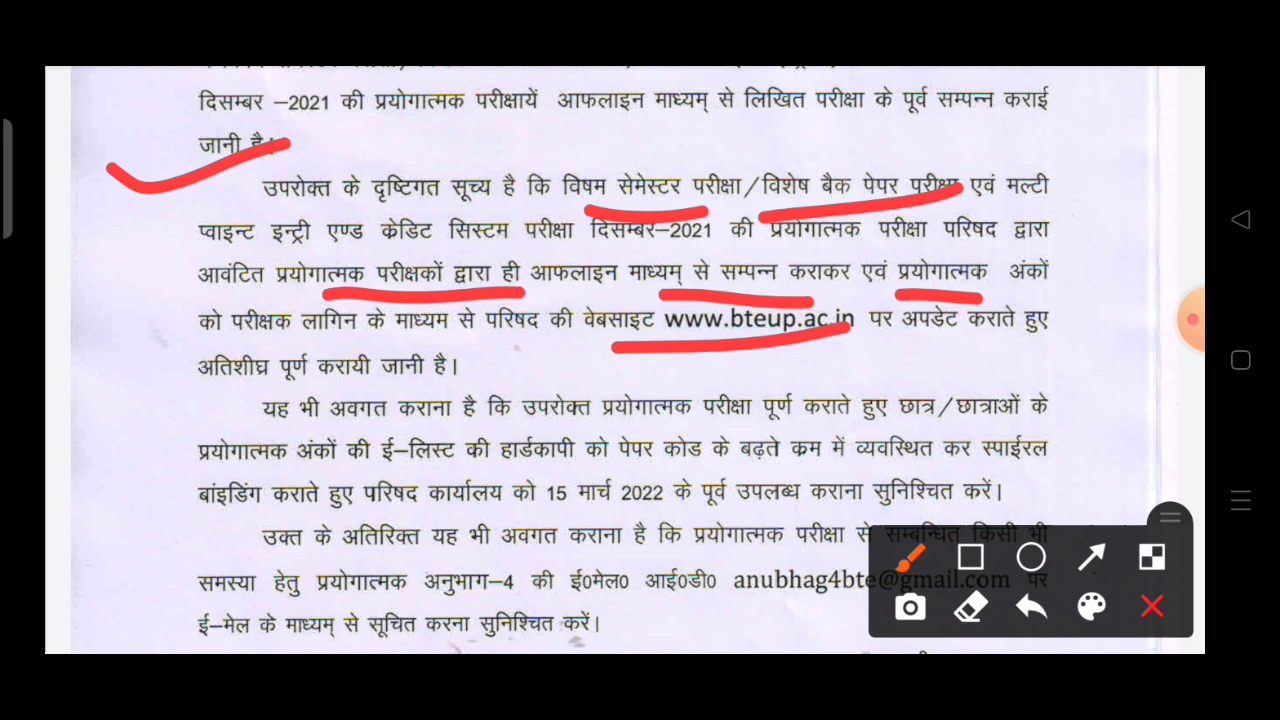 दिसम्बर –2021 की प्रयोगात्मक परीक्षायें आफलाइन माध्यम् से लिखित परीक्षा के पूर्व सम्पन्न कराई
जानी है।
उपरोक्त के दृष्टिगत सूच्य है कि विषम सेमेस्टर परीक्षा/विशेष बैक पेपर परीक्षा एवं मल्टी
प्वाइन्ट इन्ट्री एण्ड क्रेडिट सिस्टम परीक्षा दिसम्बर–2021 की प्रयोगात्मक परीक्षा परिषद द्वारा
आवंटित प्रयोगात्मक परीक्षकों द्वारा ही आफलाइन माध्यम् से सम्पन्न कराकर एवं प्रयोगात्मक अंकों
को परीक्षक लागिन के माध्यम से परिषद की वेबसाइट www.bteup.ac.in पर अपडेट कराते हुए
अतिशीघ्र पूर्ण करायी जानी है।
यह भी अवगत कराना है कि उपरोक्त प्रयोगात्मक परीक्षा पूर्ण कराते हुए छात्र/छात्राओं के
प्रयोगात्मक अंकों की ई–लिस्ट की हार्डकापी को पेपर कोड के बढ़ते क्रम में व्यवस्थित कर स्पाईरल
बांइडिंग कराते हुए परिषद कार्यालय को 15 मार्च 2022 के पूर्व उपलब्ध कराना सुनिश्चित करें।
उक्त के अतिरिक्त यह भी अवगत कराना है कि प्रयोगात्मक परीक्षा से सम्बन्धित किसी भी
समस्या हेतु प्रयोगात्मक अनुभाग–4 की ई0मेल0 आई0डी0 anubhag4bte@gmail.com पर
ई–मेल के माध्यम् से सूचित करना सुनिश्चित करें।